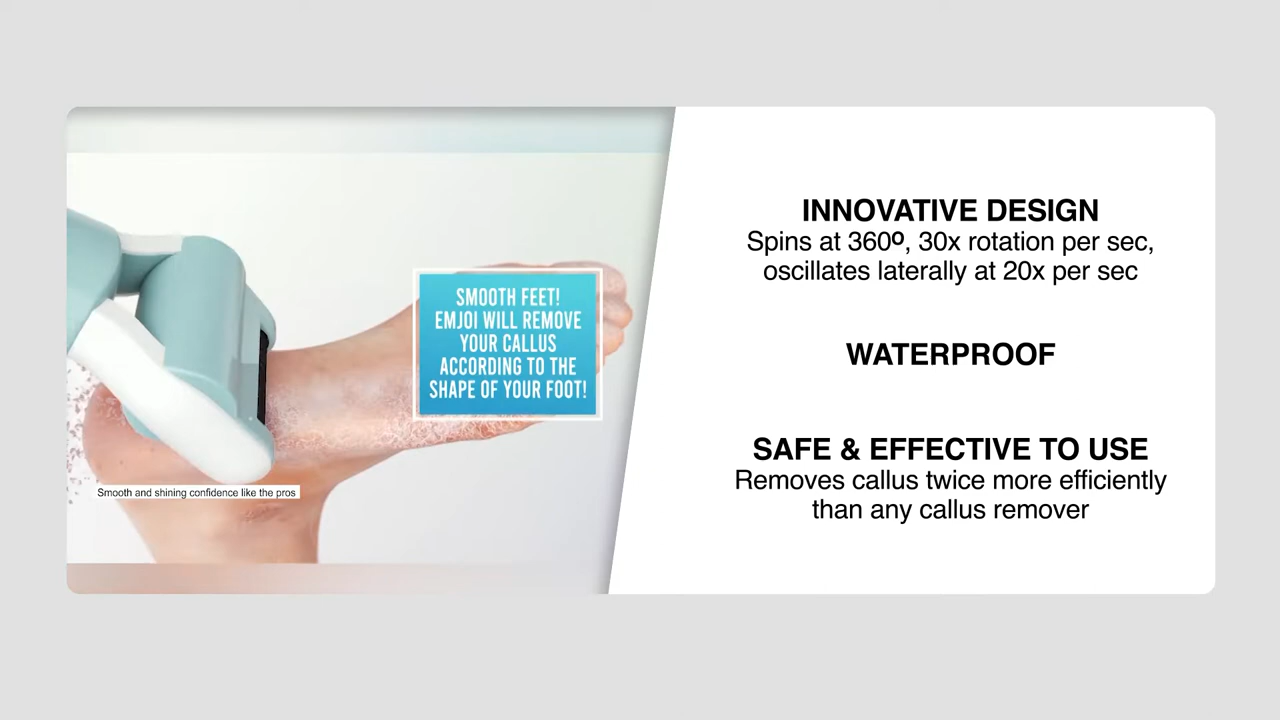 SMOOTH FEET!
EMJOI WILL REMOVE
YOUR CALLUS
ACCORDING TO THE
SHAPE OF YOUR FOOT!
Smooth and shining confidence like the pros
INNOVATIVE DESIGN
Spins at 360º, 30x rotation per sec,
oscillates laterally at 20x per sec
WATERPROOF
SAFE & EFFECTIVE TO USE
Removes callus twice more efficiently
than any callus remover